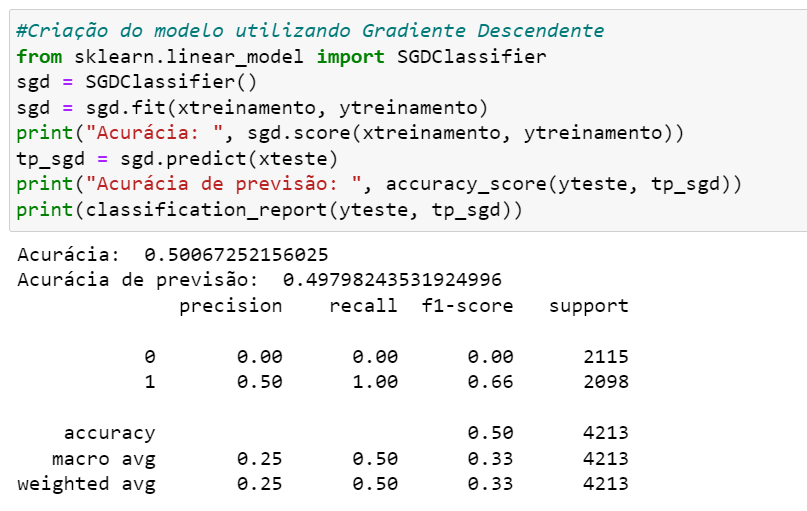 #Criação do modelo utilizando Gradiente Descendente
from sklearn.linear_model import SGDClassifier
sgd = SGDClassifier()
sgd = sgd.fit(xtreinamento, ytreinamento)
print("Acurácia: ", sgd.score(xtreinamento, ytreinamento))
tp_sgd = sgd.predict(xteste)
print("Acurácia de previsão: ", accuracy_score(yteste, tp_sgd))
print(classification_report(yteste, tp_sgd))
Acurácia:  0.50067252156025
Acurácia de previsão:  0.49798243531924996
precision recall f1-score support
0 0.00 0.00 0.00 2115
1 0.50 1.00 0.66 2098
accuracy 0.50 4213
macro avg 0.25 0.50 0.33 4213
weighted avg 0.25 0.50 0.33 4213